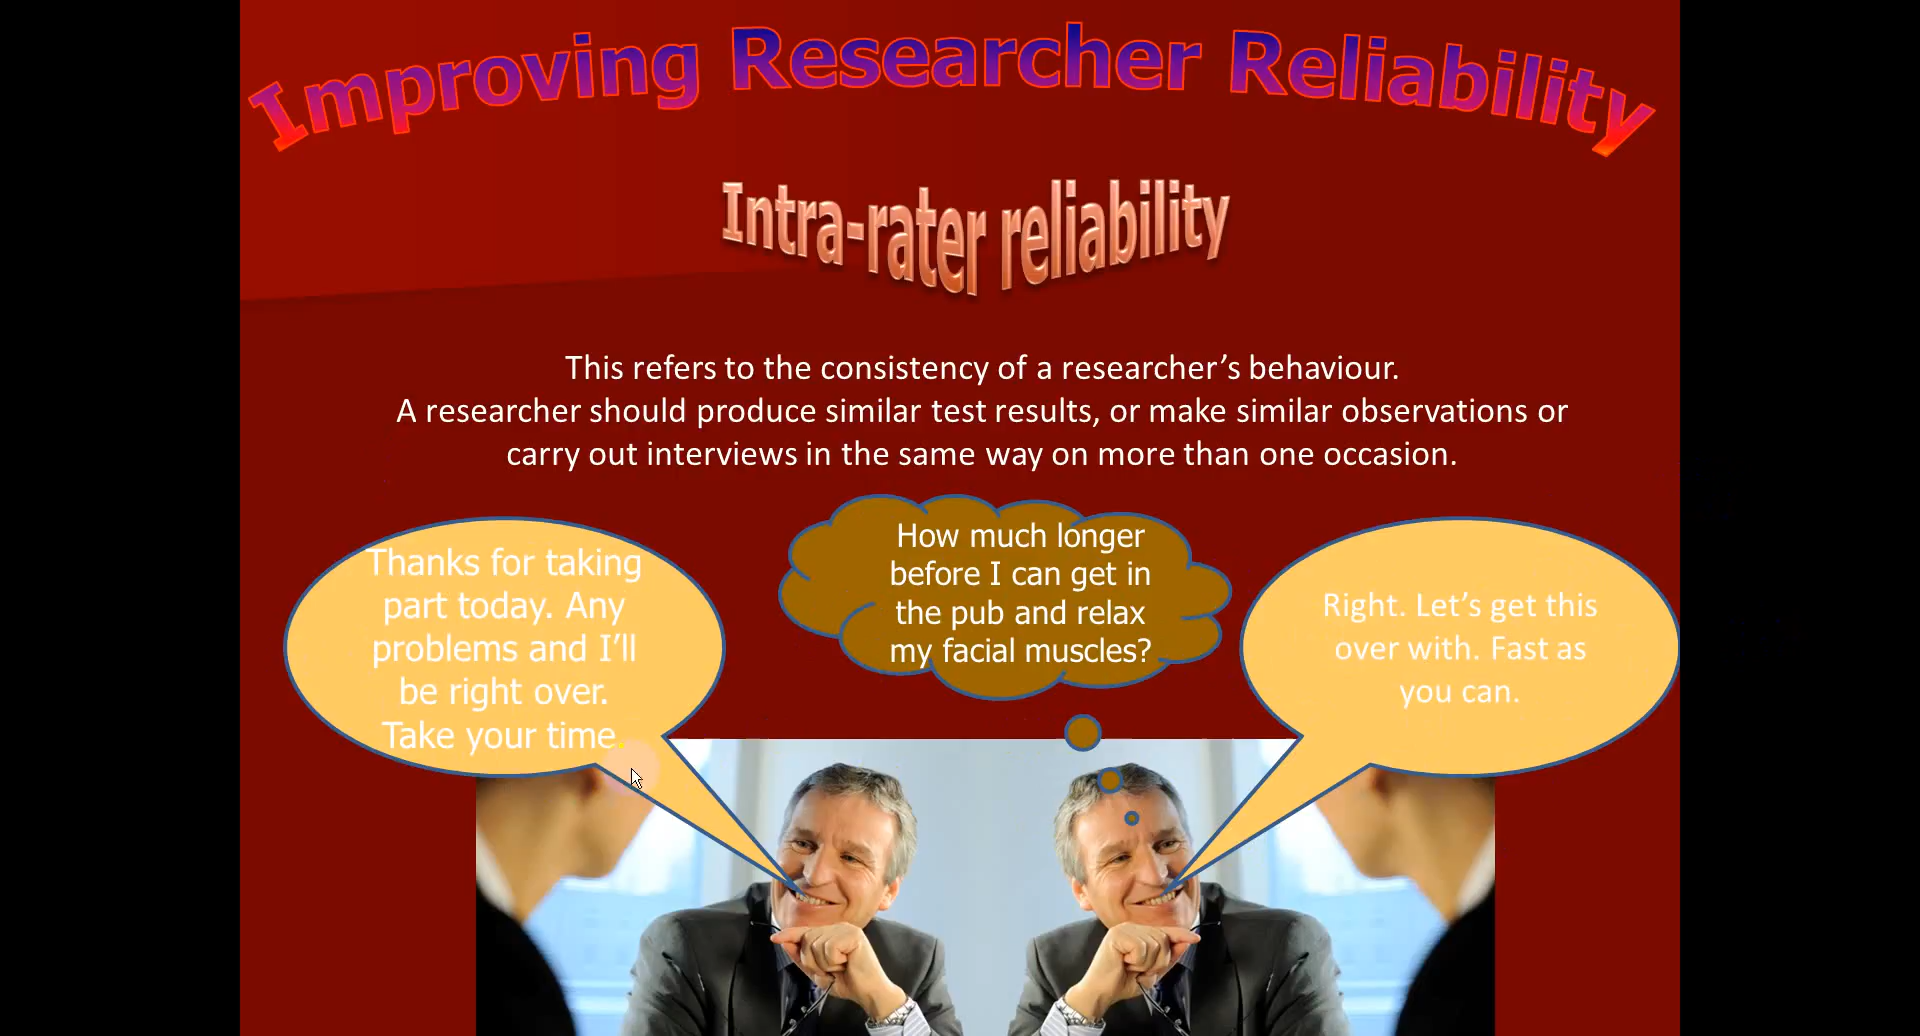 Improving Researcher Reliability
Intra-rater reliability
This refers to the consistency of a researcher’s behaviour.
A researcher should produce similar test results, or make similar observations or
carry out interviews in the same way on more than one occasion.
Thanks for taking
part today. Any
problems and I’ll
be right over.
Take your time.
How much longer
before I can get in
the pub and relax
my facial muscles?
Right. Let’s get this
over with. Fast as
you can.